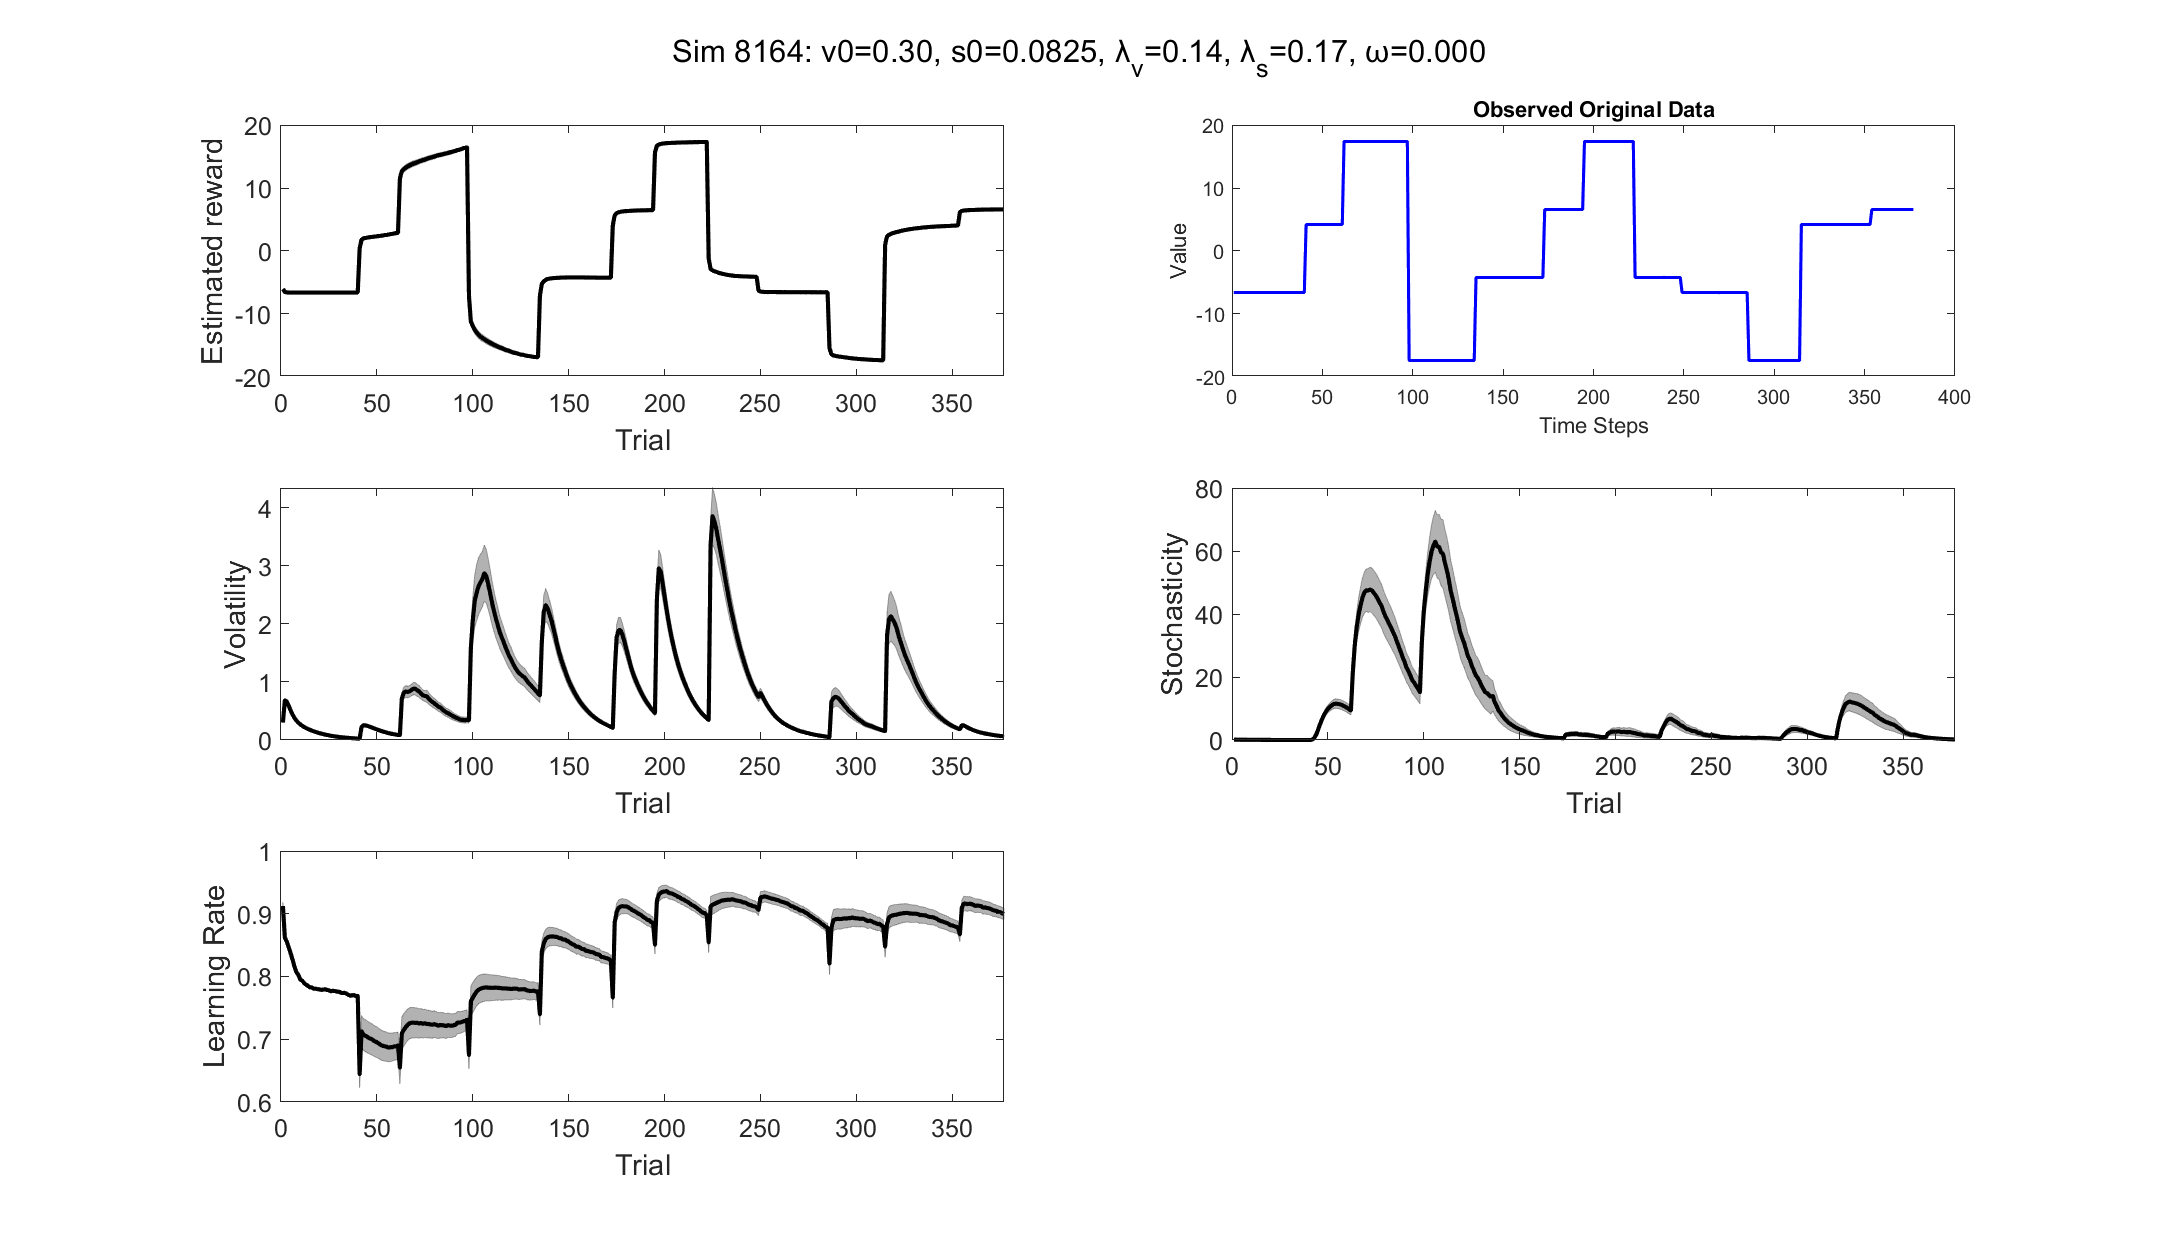 Sim 8164: v0=0.30, s0=0.0825, λ_v=0.14, λ_s=0.17, ω=0.000
Estimated reward
20
10
0
-10
-20
0 50 100 150 200 250 300 350
Trial
Observed Original Data
Value
20
10
0
-10
-20
0 50 100 150 200 250 300 350 400
Time Steps
Volatility
4
3
2
1
0
0 50 100 150 200 250 300 350
Trial
Stochasticity
80
60
40
20
0
0 50 100 150 200 250 300 350
Trial
Learning Rate
1
0.9
0.8
0.7
0.6
0 50 100 150 200 250 300 350
Trial